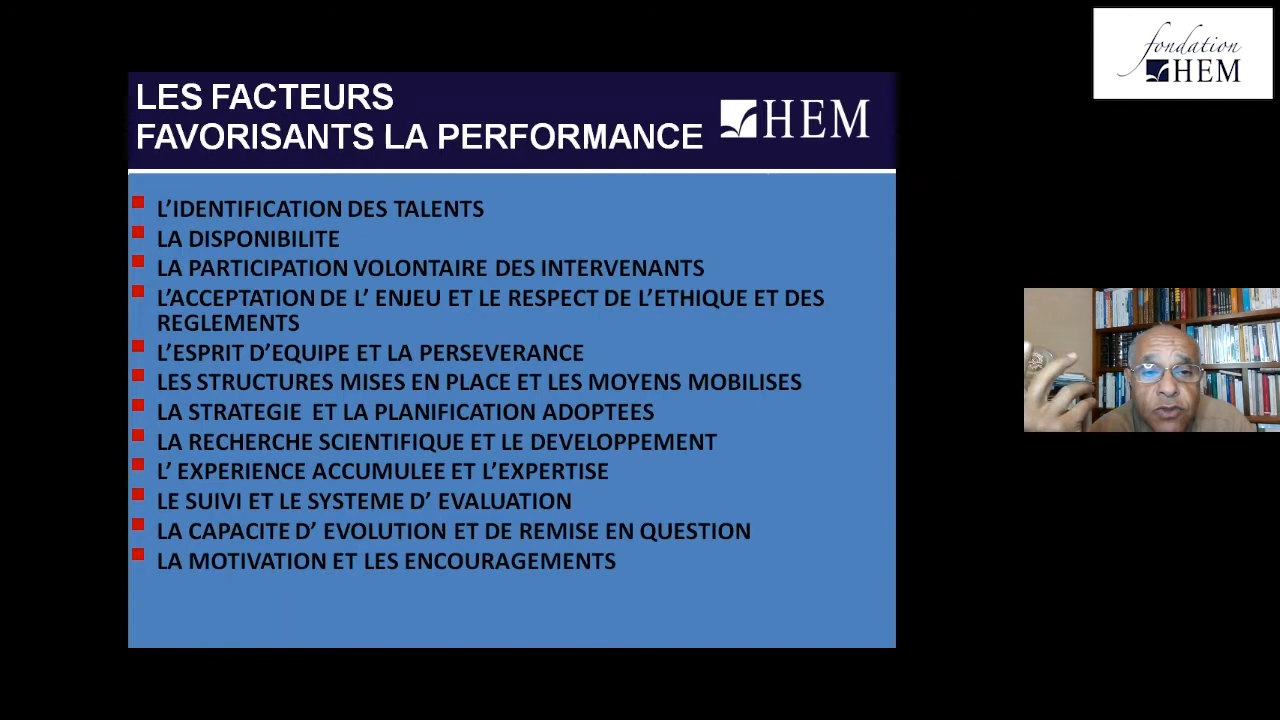 LES FACTEURS
FAVORISANTS LA PERFORMANCE
HEM
fondation
HEM
L’IDENTIFICATION DES TALENTS
LA DISPONIBILITE
LA PARTICIPATION VOLONTAIRE DES INTERVENANTS
L’ACCEPTATION DE L’ ENJEU ET LE RESPECT DE L’ETHIQUE ET DES
REGLEMENTS
L’ESPRIT D’EQUIPE ET LA PERSEVERANCE
LES STRUCTURES MISES EN PLACE ET LES MOYENS MOBILISES
LA STRATEGIE  ET LA PLANIFICATION ADOPTEES
LA RECHERCHE SCIENTIFIQUE ET LE DEVELOPPEMENT
L’ EXPERIENCE ACCUMULEE ET L’EXPERTISE
LE SUIVI ET LE SYSTEME D’ EVALUATION
LA CAPACITE D’ EVOLUTION ET DE REMISE EN QUESTION
LA MOTIVATION ET LES ENCOURAGEMENTS